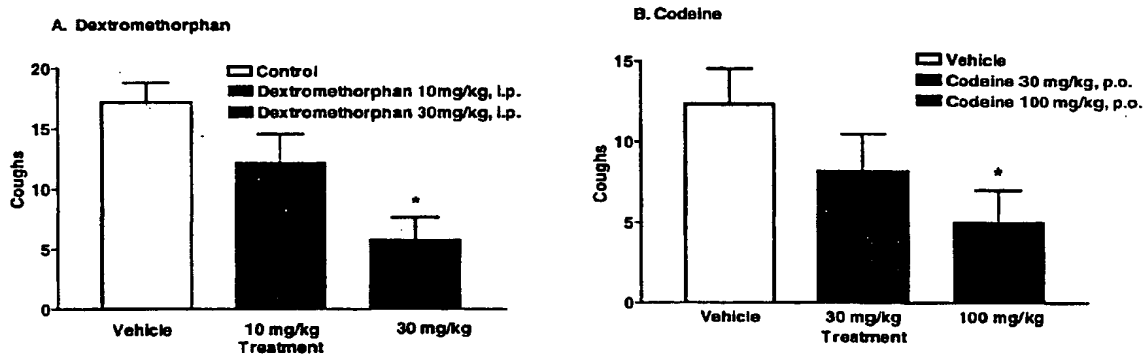 A. Dextromethorphan
20
15
10
5
0
Coughs
Control
Dextromethorphan 10mg/kg, i.p.
Dextromethorphan 30mg/kg, i.p.
*
Vehicle
10 mg/kg
30 mg/kg
Treatment
B. Codeine
15
10
5
0
Coughs
Vehicle
Codeine 30 mg/kg, p.o.
Codeine 100 mg/kg, p.o.
*
Vehicle
30 mg/kg
100 mg/kg
Treatment